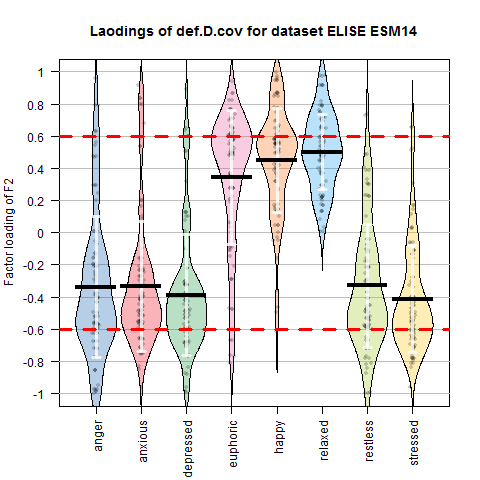 Laodings of def.D.cov for dataset ELISE ESM14
Factor loading of F2
1
0.8
0.6
0.4
0.2
0
-0.2
-0.4
-0.6
-0.8
-1
anger
anxious
depressed
euphoric
happy
relaxed
restless
stressed